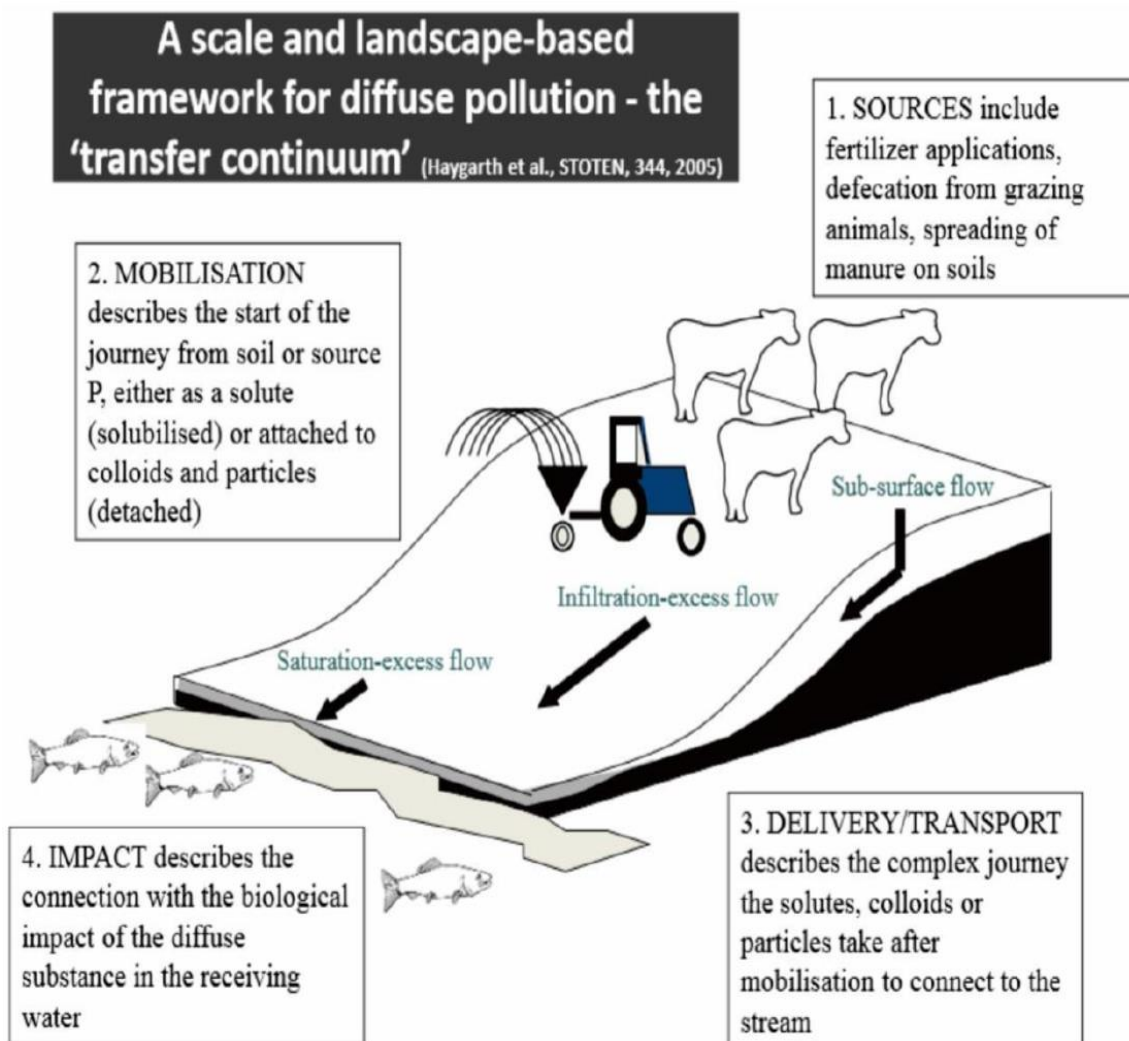 A scale and landscape-based
framework for diffuse pollution - the
‘transfer continuum’ (Haygarth et al., STOTEN, 344, 2005)
1. SOURCES include
fertilizer applications,
defecation from grazing
animals, spreading of
manure on soils
2. MOBILISATION
describes the start of the
journey from soil or source
P, either as a solute
(solubilised) or attached to
colloids and particles
(detached)
Sub-surface flow
Infiltration-excess flow
Saturation-excess flow
3. DELIVERY/TRANSPORT
describes the complex journey
the solutes, colloids or
particles take after
mobilisation to connect to the
stream
4. IMPACT describes the
connection with the biological
impact of the diffuse
substance in the receiving
water